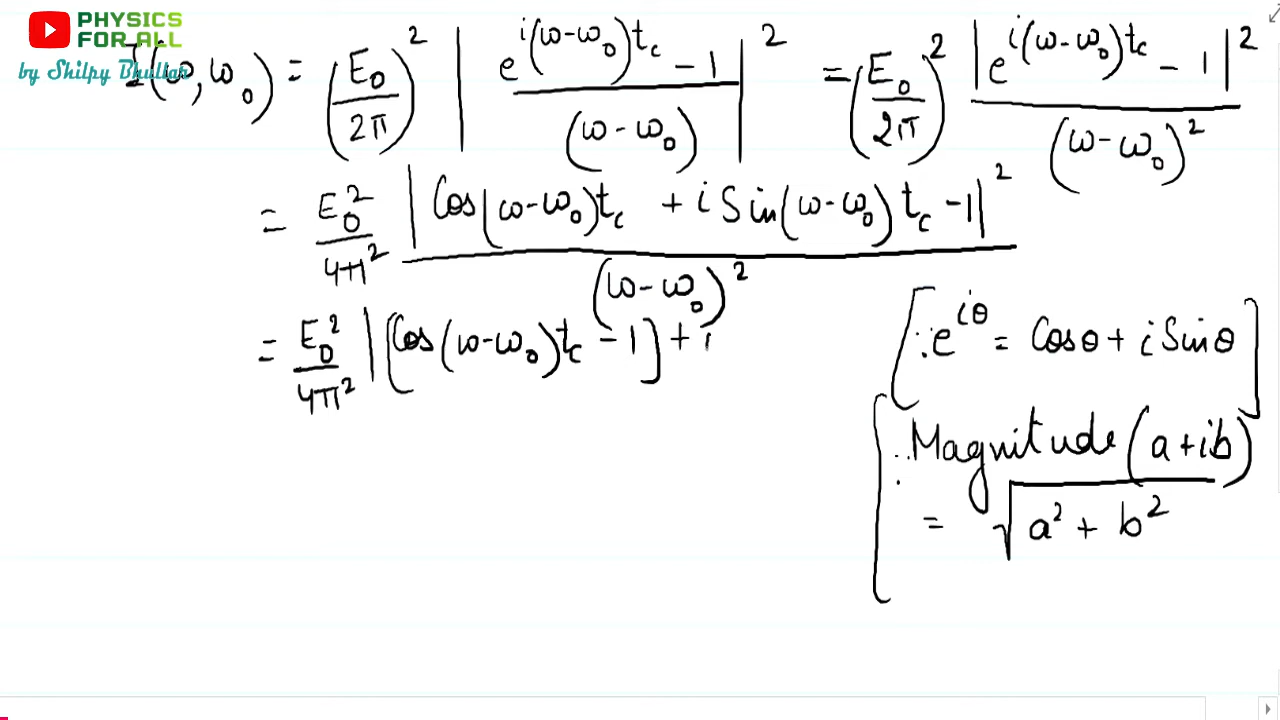 PHYSICS
FOR ALL
by Shilpy Bhullar
I(ω, ω₀) = (E₀/2π)² |(e^{i(ω-ω₀)t_c} - 1)/(ω-ω₀)|² = (E₀/2π)² |e^{i(ω-ω₀)t_c} - 1|²/(ω-ω₀)²
= E₀²/4π² |Cos(ω-ω₀)t_c + i Sin(ω-ω₀)t_c - 1|²/(ω-ω₀)²
= E₀²/4π² |[Cos(ω-ω₀)t_c - 1] + i
[∵ e^{iθ} = Cosθ + i Sinθ]
[∵ Magnitude (a+ib)
= √(a² + b²)